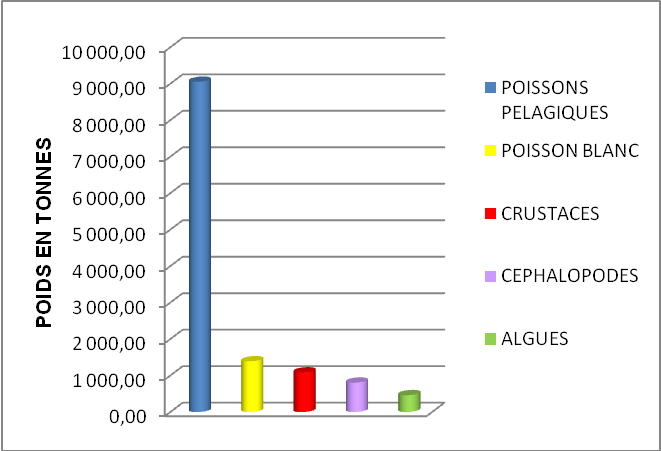 POIDS EN TONNES
10 000,00
9 000,00
8 000,00
7 000,00
6 000,00
5 000,00
4 000,00
3 000,00
2 000,00
1 000,00
0,00
POISSONS
PELAGIQUES
POISSON BLANC
CRUSTACES
CEPHALOPODES
ALGUES